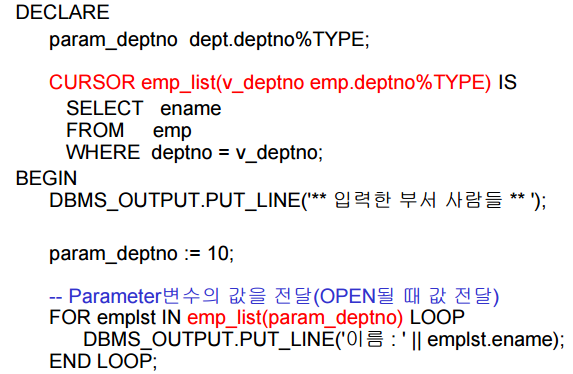 DECLARE
param_deptno dept.deptno%TYPE;
CURSOR emp_list(v_deptno emp.deptno%TYPE) IS
SELECT ename
FROM emp
WHERE deptno = v_deptno;
BEGIN
DBMS_OUTPUT.PUT_LINE('** 입력한 부서 사람들 ** ');
param_deptno := 10;
-- Parameter변수의 값을 전달(OPEN될 때 값 전달)
FOR emplst IN emp_list(param_deptno) LOOP
DBMS_OUTPUT.PUT_LINE('이름 : ' || emplst.ename);
END LOOP;